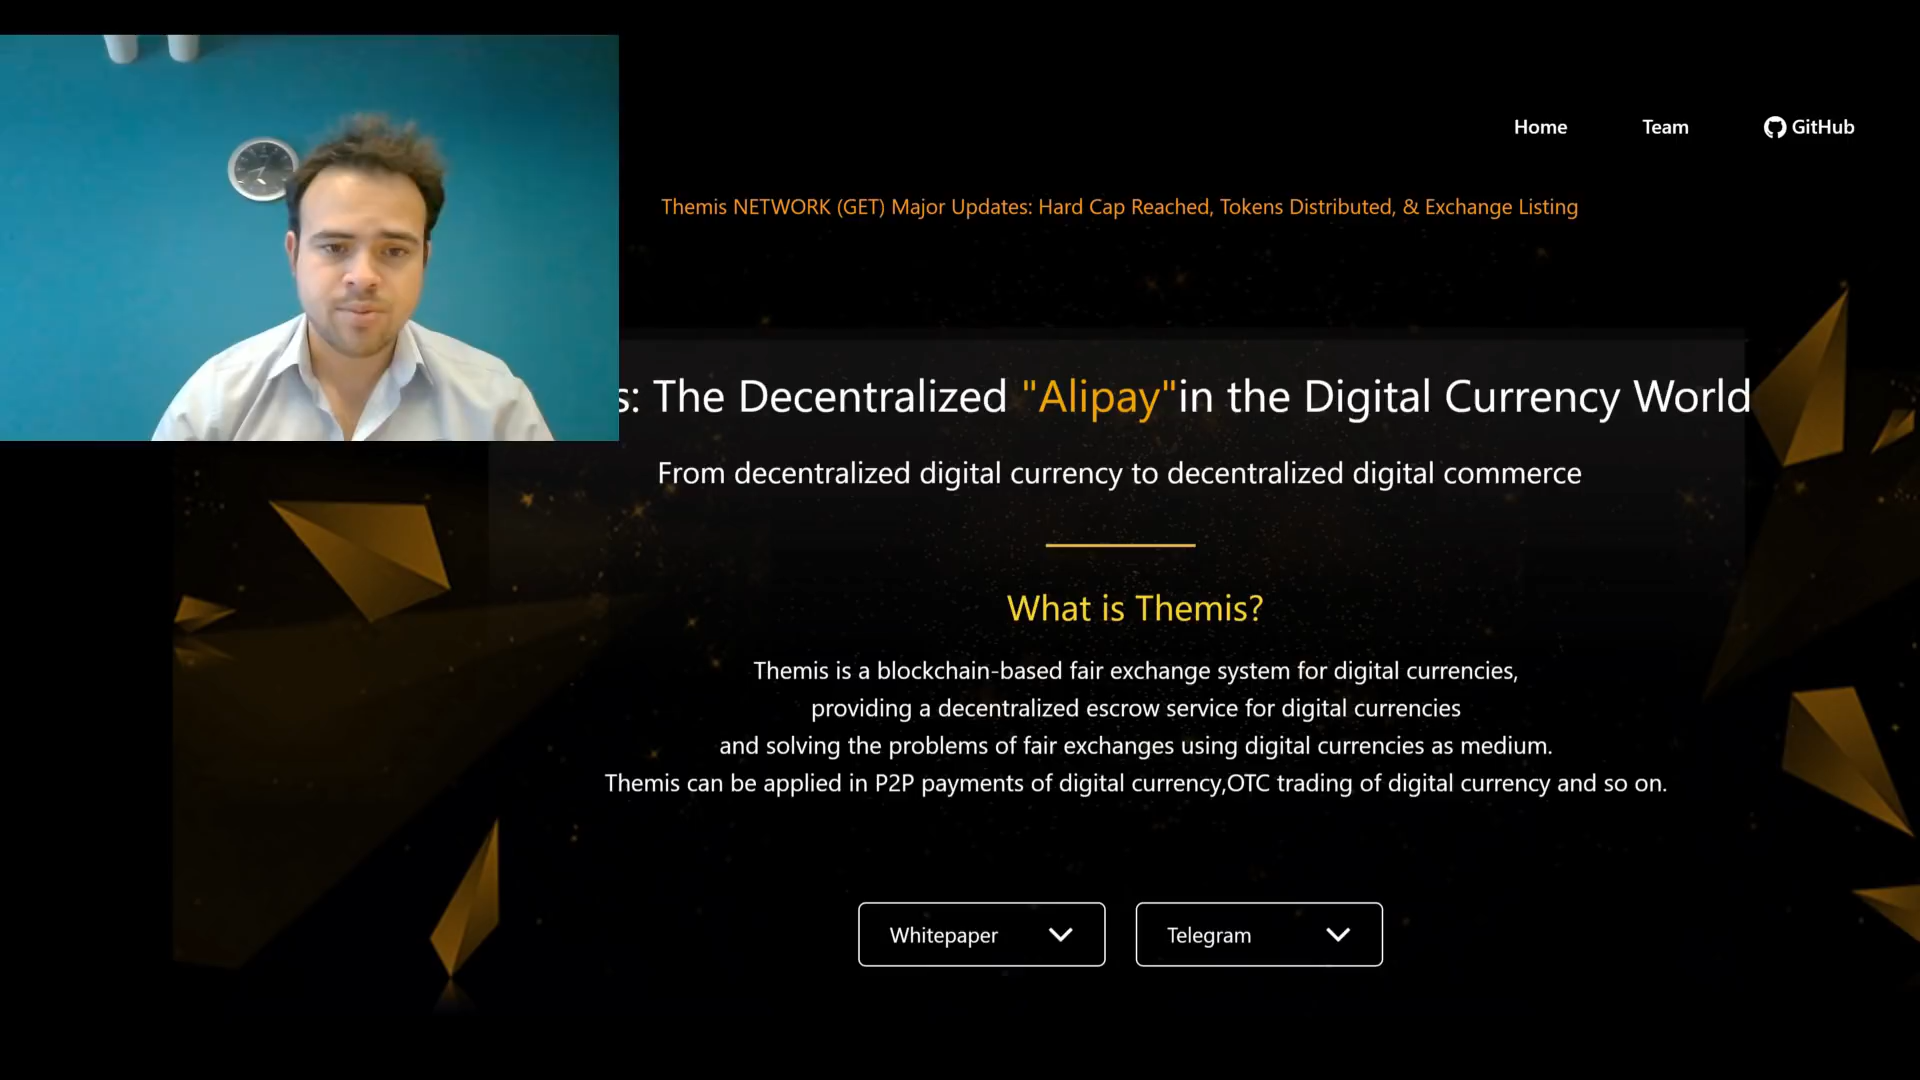 Home Team GitHub
Themis NETWORK (GET) Major Updates: Hard Cap Reached, Tokens Distributed, & Exchange Listing
s: The Decentralized "Alipay"in the Digital Currency World
From decentralized digital currency to decentralized digital commerce
What is Themis?
Themis is a blockchain-based fair exchange system for digital currencies,
providing a decentralized escrow service for digital currencies
and solving the problems of fair exchanges using digital currencies as medium.
Themis can be applied in P2P payments of digital currency,OTC trading of digital currency and so on.
Whitepaper Telegram